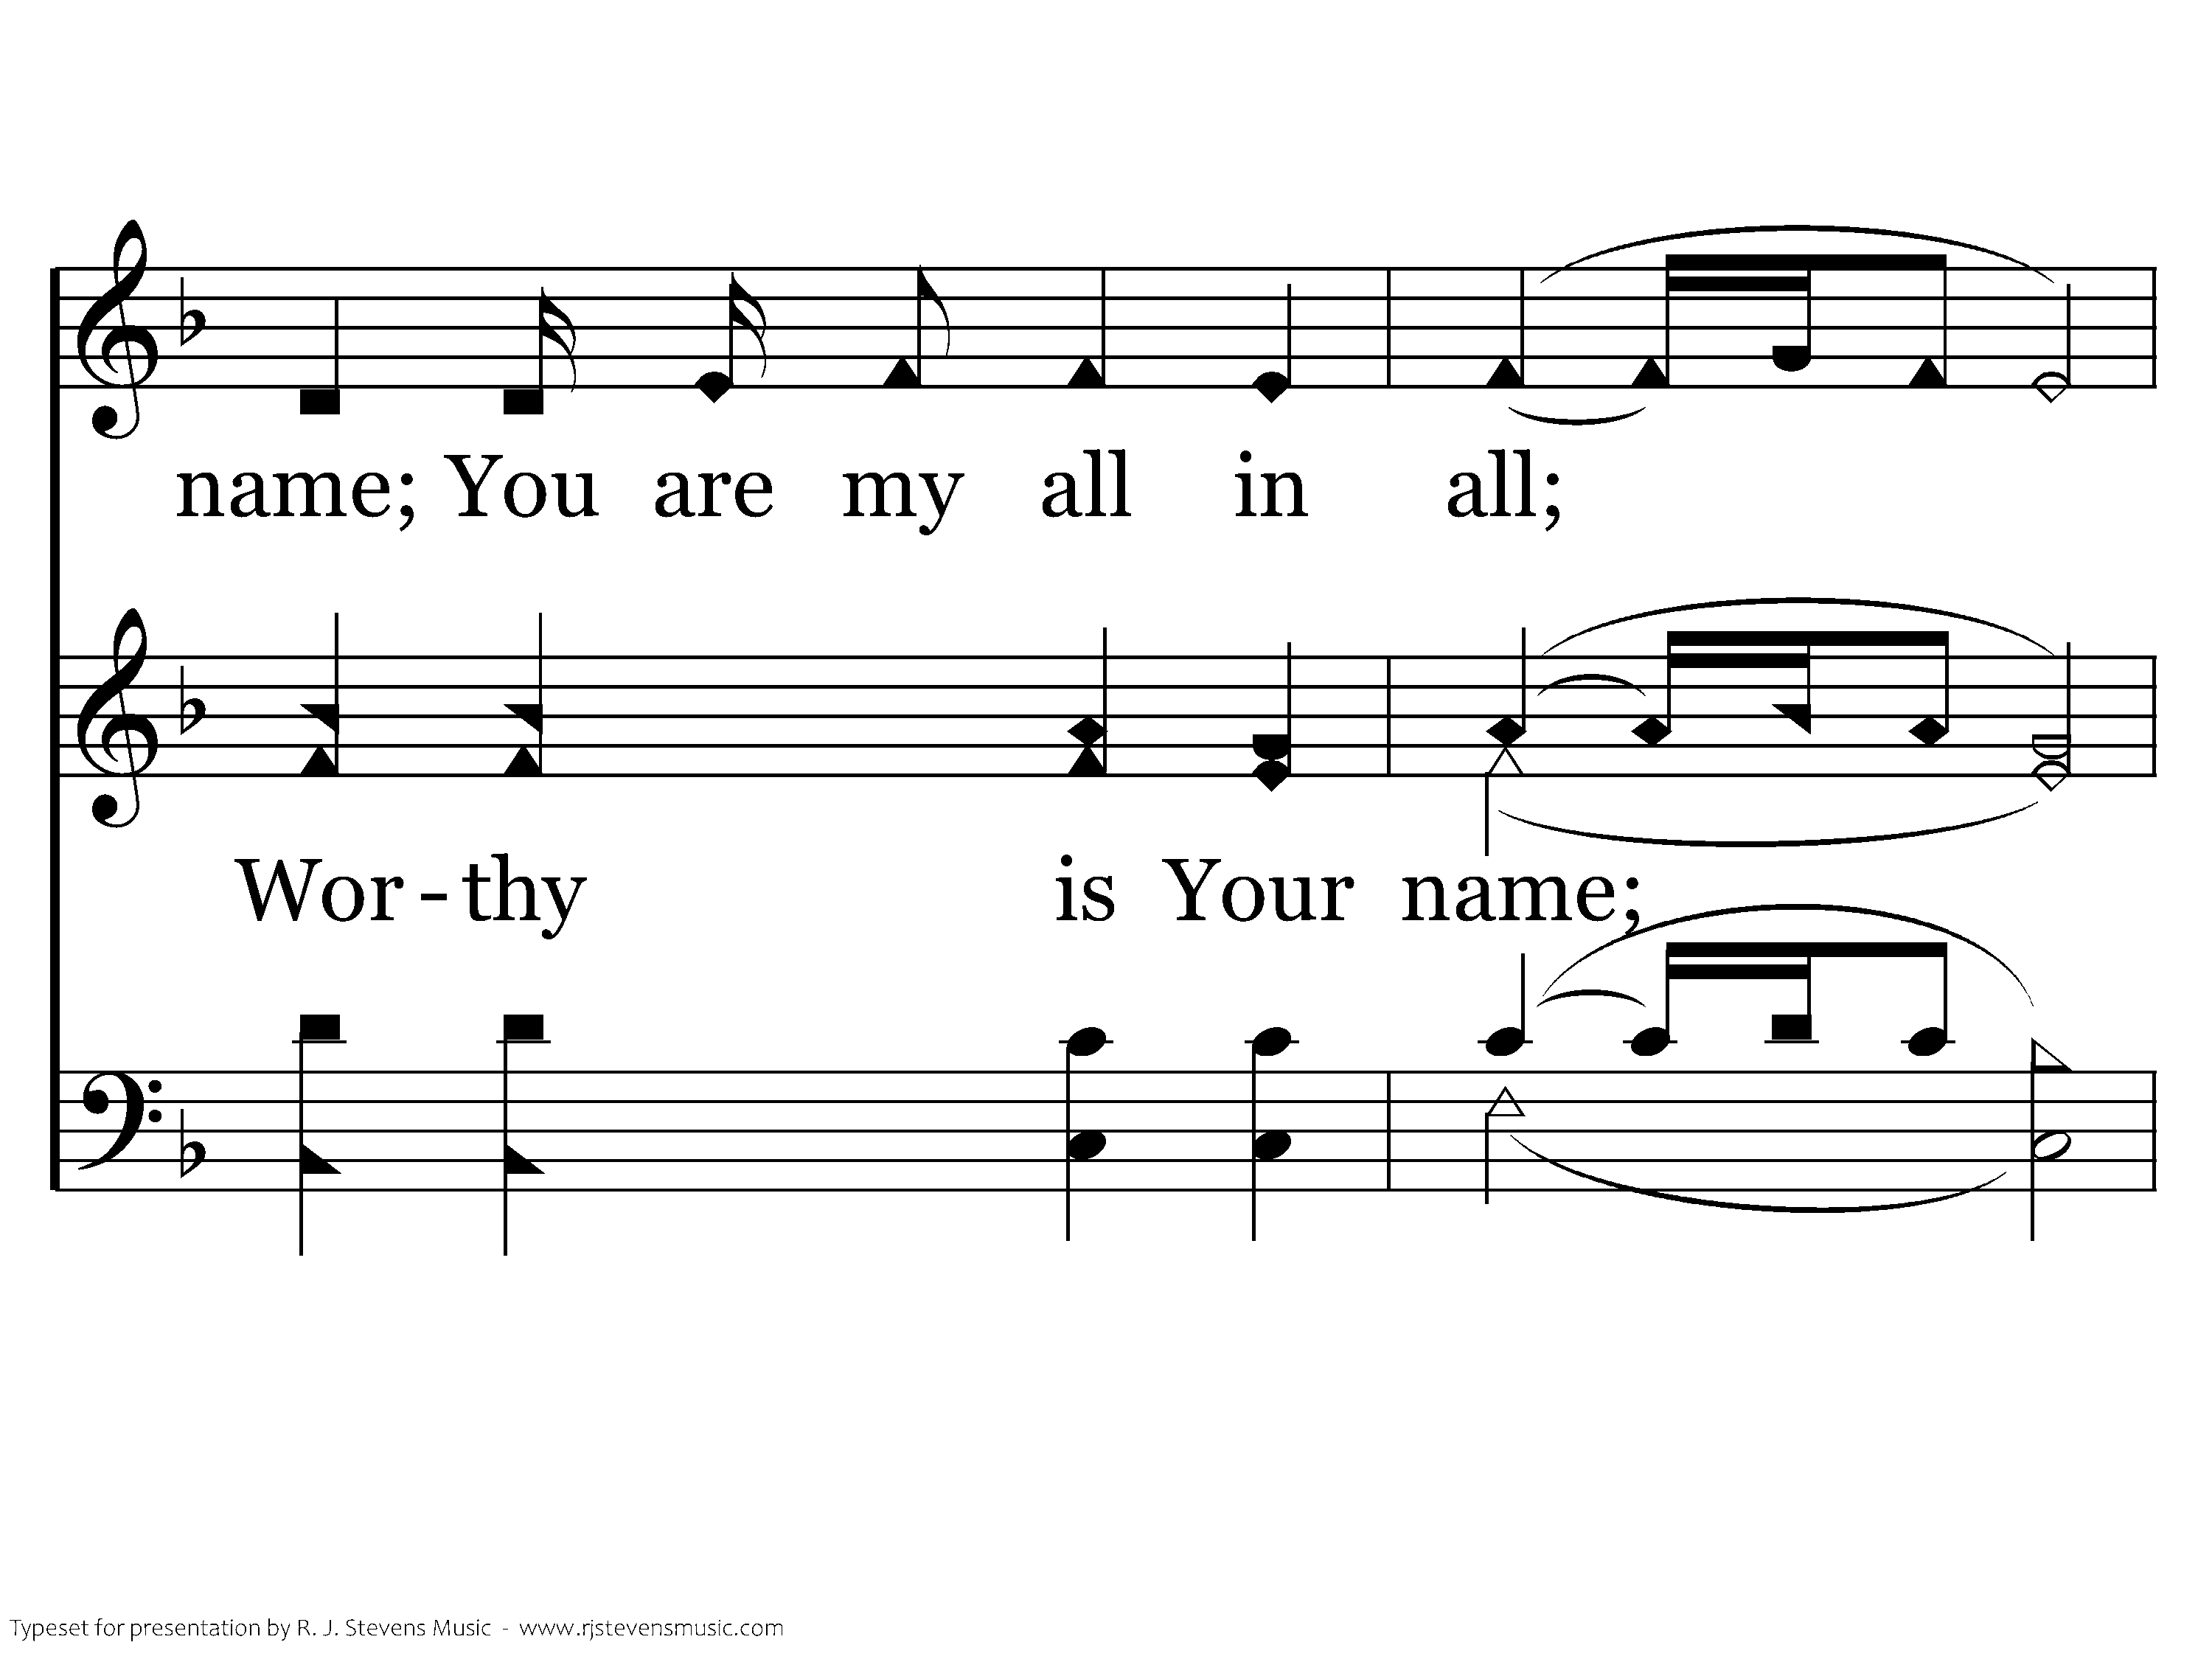 name; You are my all in all;
Wor - thy is Your name;
Typeset for presentation by R. J. Stevens Music - www.rjstevensmusic.com